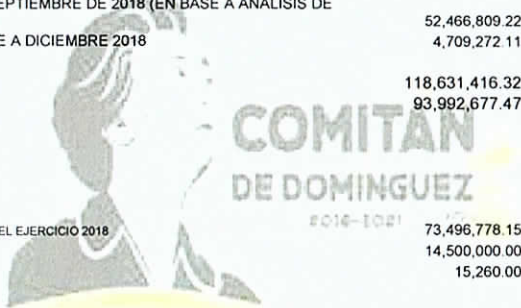 EPTIEMBRE DE 2018 (EN BASE A ANALISIS DE
52,466,809.22
E A DICIEMBRE 2018
4,709,272.11
118,631,416.32
93,992,677.47
COMITAN
DE DOMINGUEZ
EL EJERCICIO 2018
73,496,778.15
14,500,000.00
15,260.00